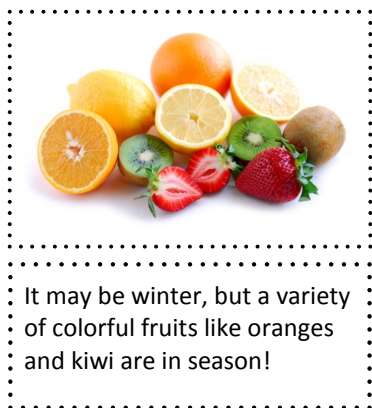 It may be winter, but a variety
of colorful fruits like oranges
and kiwi are in season!